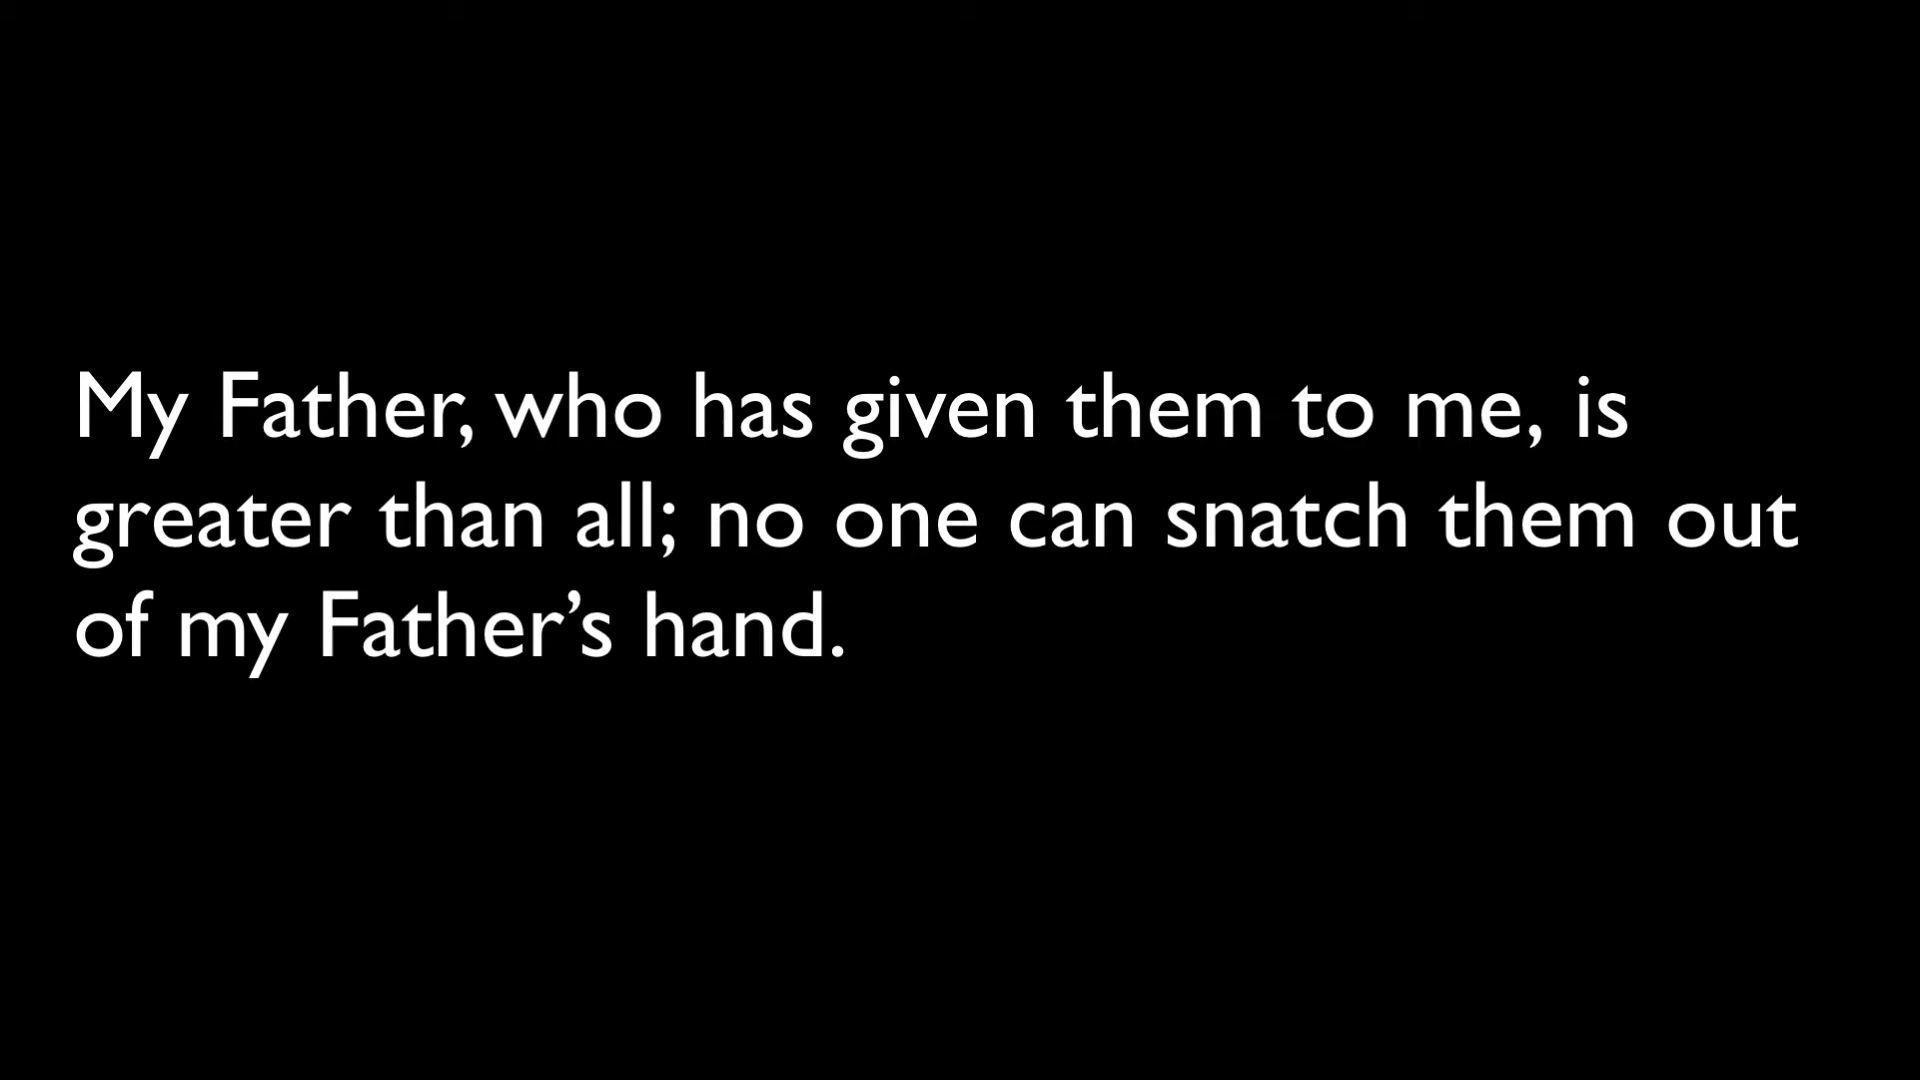 My Father, who has given them to me, is
greater than all; no one can snatch them out
of my Father’s hand.